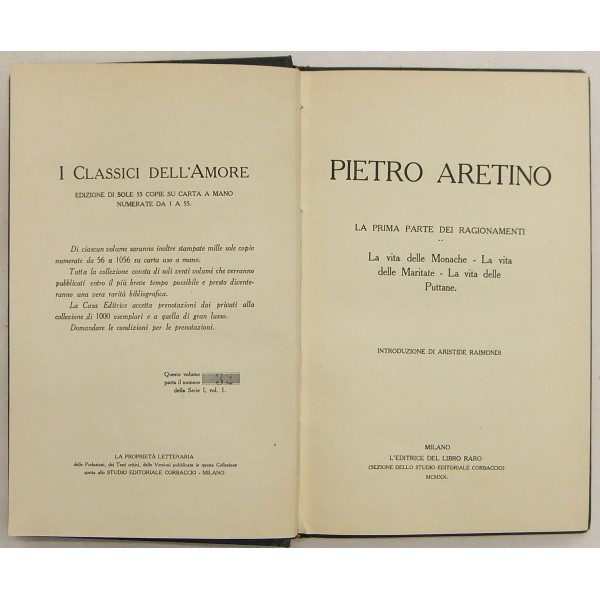 I CLASSICI DELL'AMORE
EDIZIONE DI SOLE 55 COPIE SU CARTA A MANO
NUMERATE DA 1 A 55.
Di ciascun volume saranno inoltre stampate mille sole copie
numerate da 56 a 1056 su carta uso a mano.
Tutta la collezione consta di soli venti volumi che verranno
pubblicati entro il più breve tempo possibile e presto divente-
ranno una vera rarità bibliografica.
La Casa Editrice accetta prenotazioni dai privati alla
collezione di 1000 esemplari e a quella di gran lusso.
Domandare le condizioni per le prenotazioni.
Questo volume
porta il numero
della Serie I, vol. I.
LA PROPRIETÀ LETTERARIA
delle Prefazioni, dei Testi critici, delle Versioni pubblicate in questa Collezione
spetta allo STUDIO EDITORIALE CORBACCIO - MILANO.
PIETRO ARETINO
LA PRIMA PARTE DEI RAGIONAMENTI
La vita delle Monache - La vita
delle Maritate - La vita delle
Puttane.
INTRODUZIONE DI ARISTIDE RAIMONDI
MILANO
L'EDITRICE DEL LIBRO RARO
(SEZIONE DELLO STUDIO EDITORIALE CORBACCIO)
MCMXX.